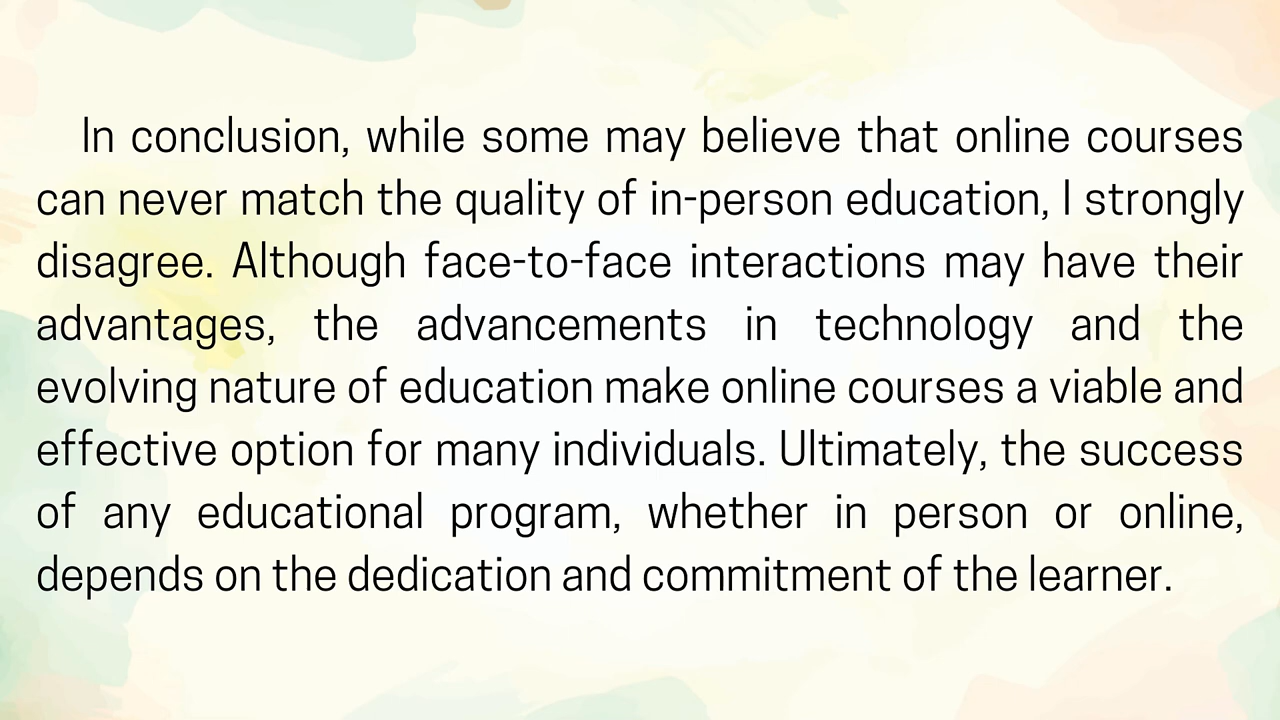 In conclusion, while some may believe that online courses
can never match the quality of in-person education, I strongly
disagree. Although face-to-face interactions may have their
advantages, the advancements in technology and the
evolving nature of education make online courses a viable and
effective option for many individuals. Ultimately, the success
of any educational program, whether in person or online,
depends on the dedication and commitment of the learner.